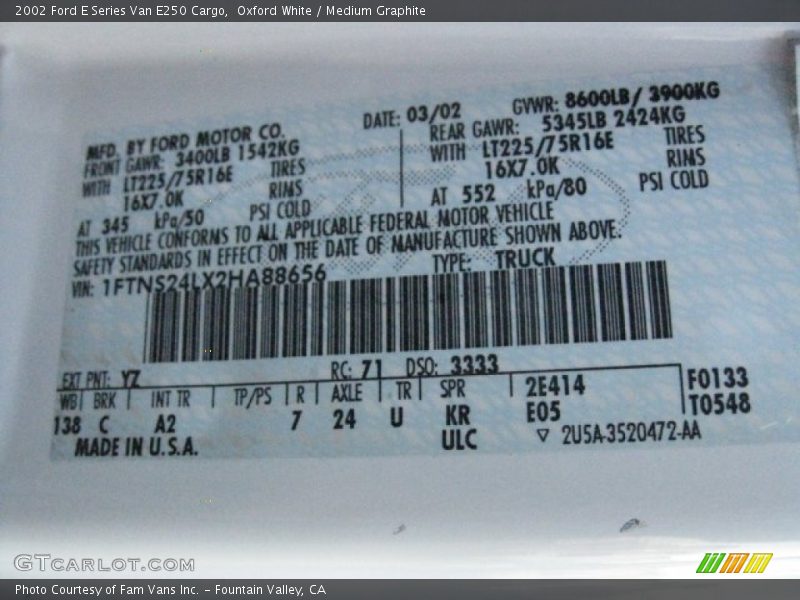 2002 Ford E Series Van E250 Cargo,  Oxford White / Medium Graphite
MFD. BY FORD MOTOR CO.
FRONT GAWR: 3400LB 1542KG
WITH LT225/75R16E TIRES
16X7.0K RIMS
AT 345 kPa/50 PSI COLD
DATE: 03/02 GVWR: 8600LB/ 3900KG
REAR GAWR: 5345LB 2424KG
WITH LT225/75R16E TIRES
16X7.0K RIMS
AT 552 kPa/80 PSI COLD
THIS VEHICLE CONFORMS TO ALL APPLICABLE FEDERAL MOTOR VEHICLE
SAFETY STANDARDS IN EFFECT ON THE DATE OF MANUFACTURE SHOWN ABOVE.
VIN: 1FTNS24LX2HA88656 TYPE: TRUCK
EXT PNT: YZ RC: 71 DSO: 3333
WB BRK INT TR TP/PS R AXLE TR SPR 2E414 F0133
138 C A2 7 24 U KR E05 T0548
ULC ▽ 2U5A-3520472-AA
MADE IN U.S.A.
GTCARLOT.COM
Photo Courtesy of Fam Vans Inc. - Fountain Valley, CA